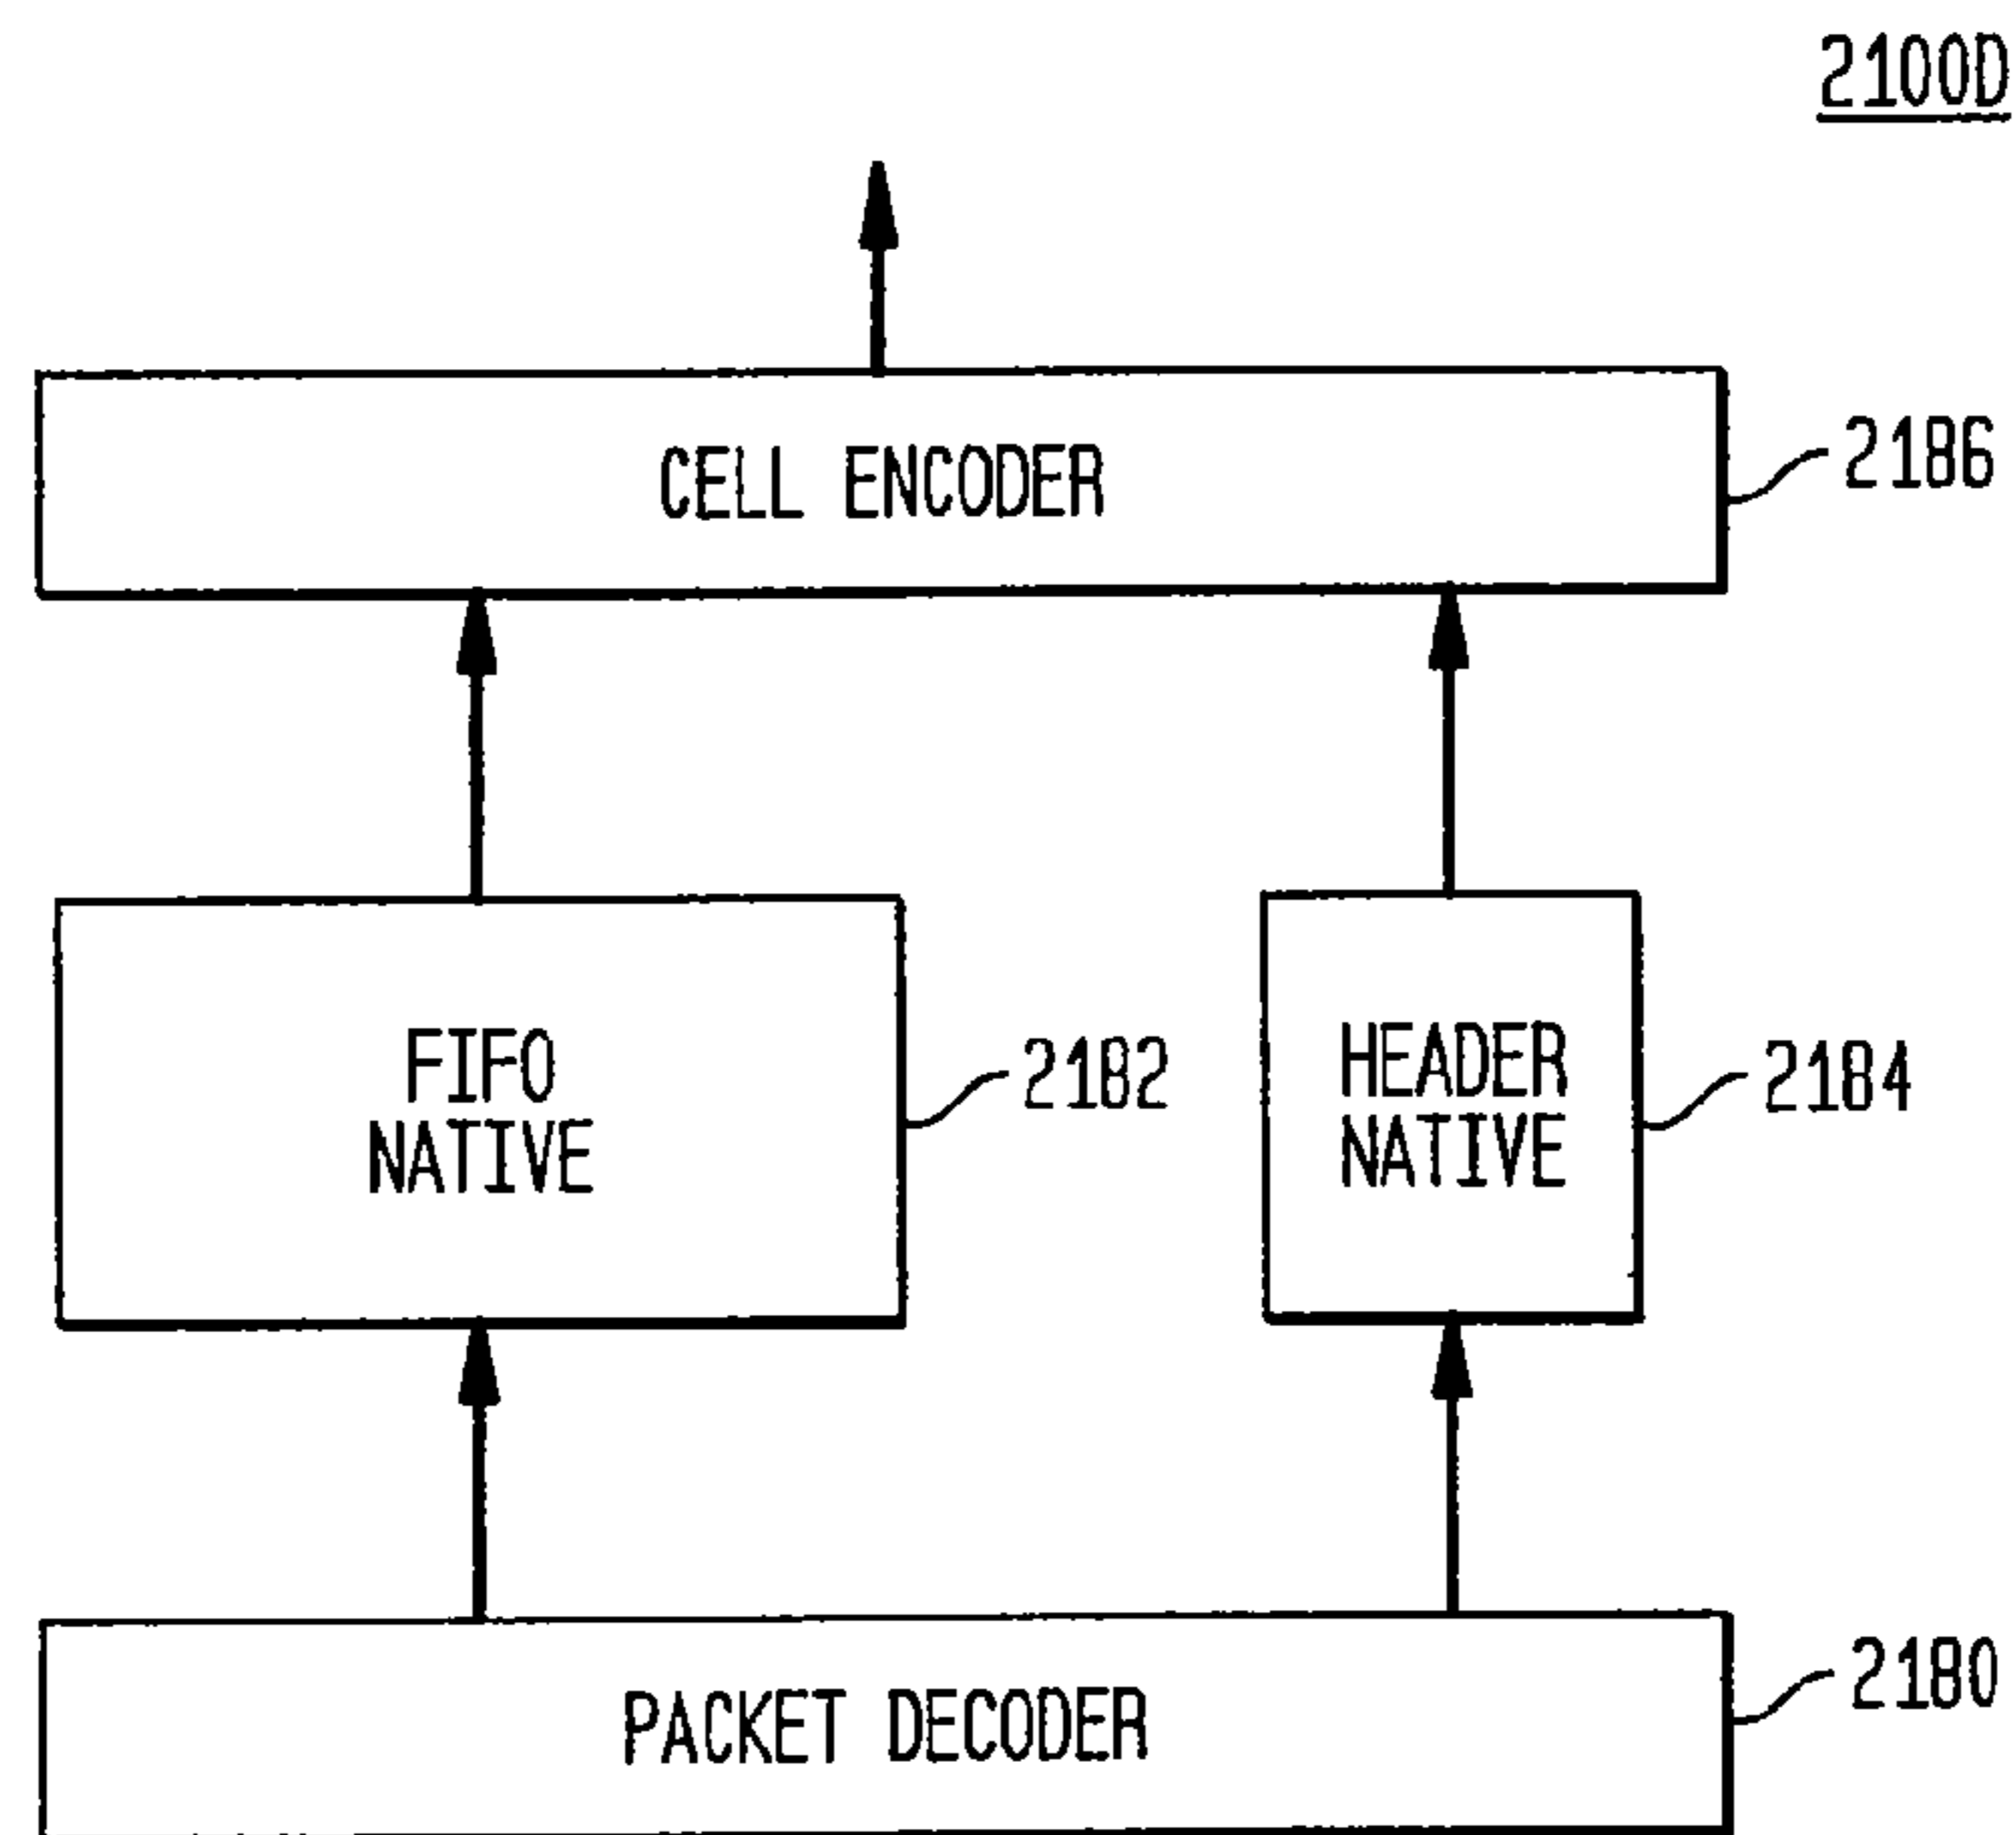 2100D
CELL ENCODER
2186
FIFO
NATIVE
2182
HEADER
NATIVE
2184
PACKET DECODER
2180